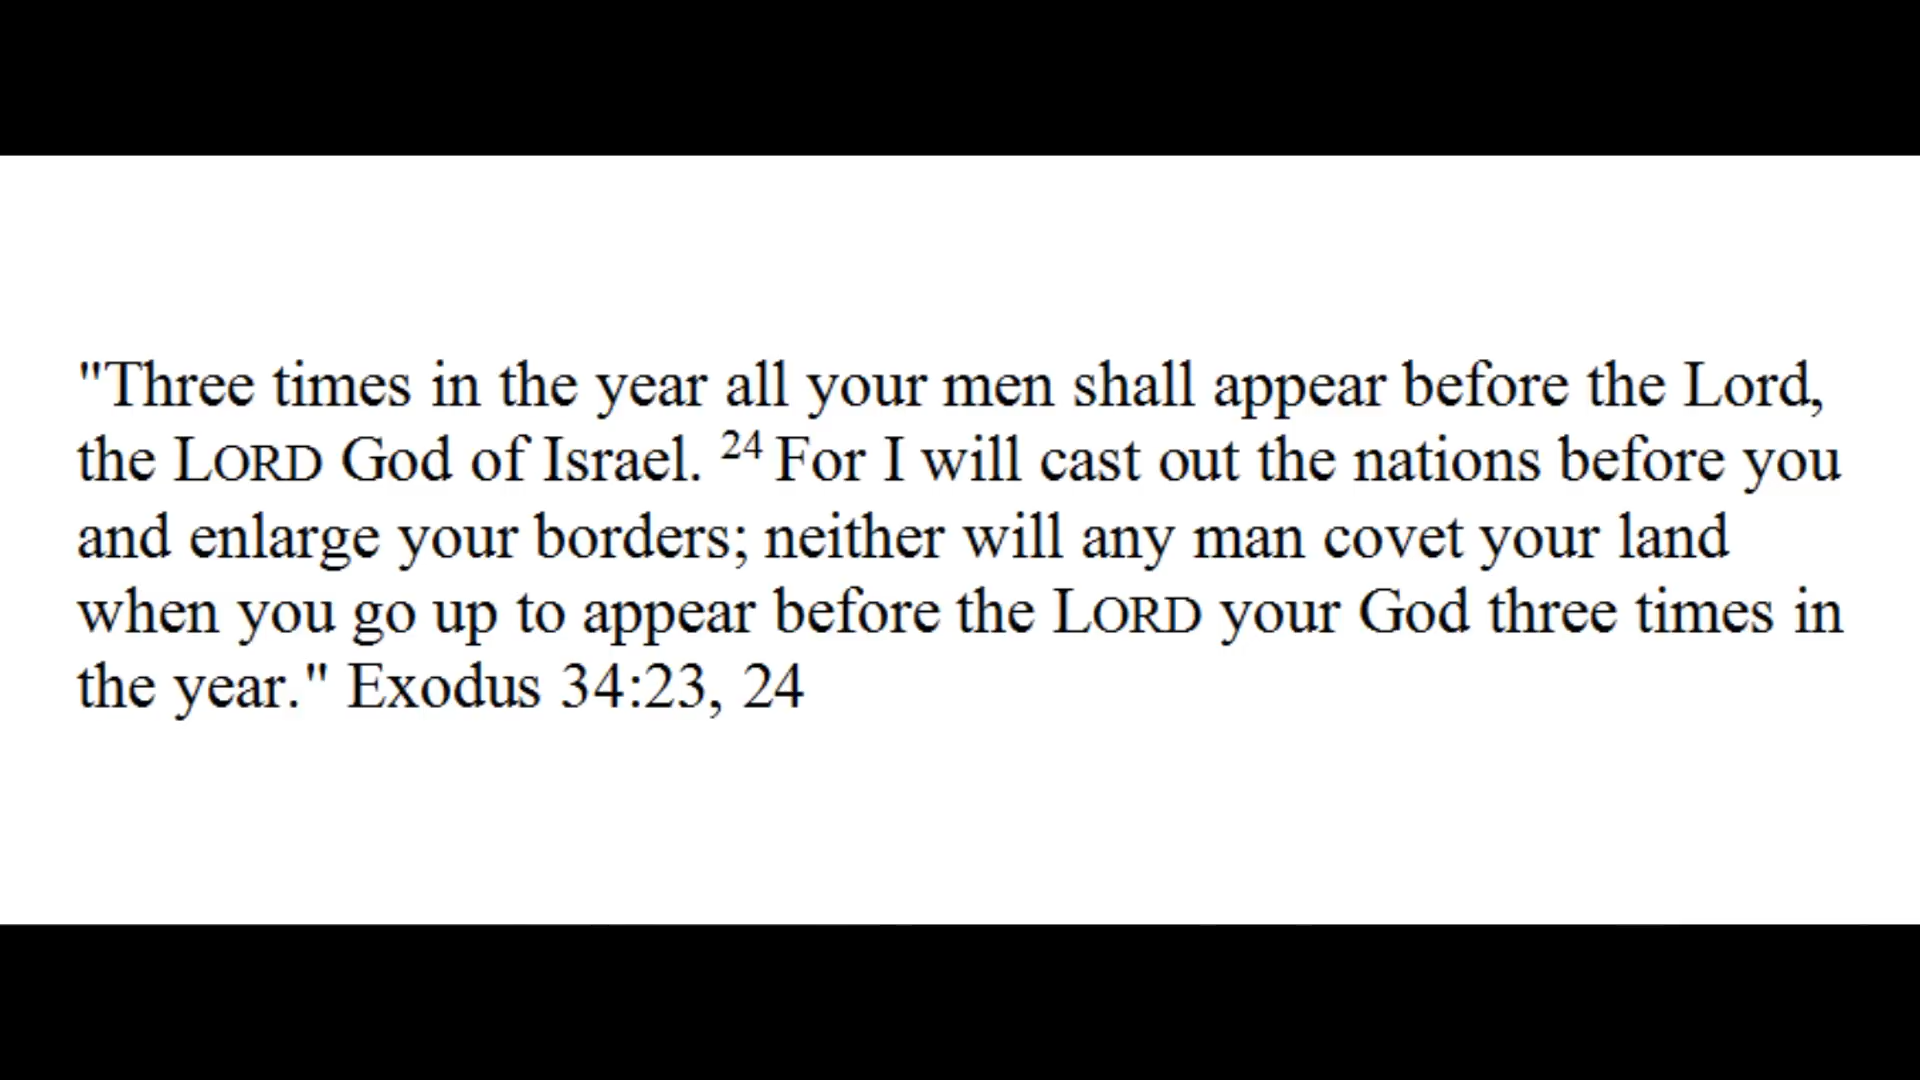 "Three times in the year all your men shall appear before the Lord,
the LORD God of Israel. 24 For I will cast out the nations before you
and enlarge your borders; neither will any man covet your land
when you go up to appear before the LORD your God three times in
the year." Exodus 34:23, 24